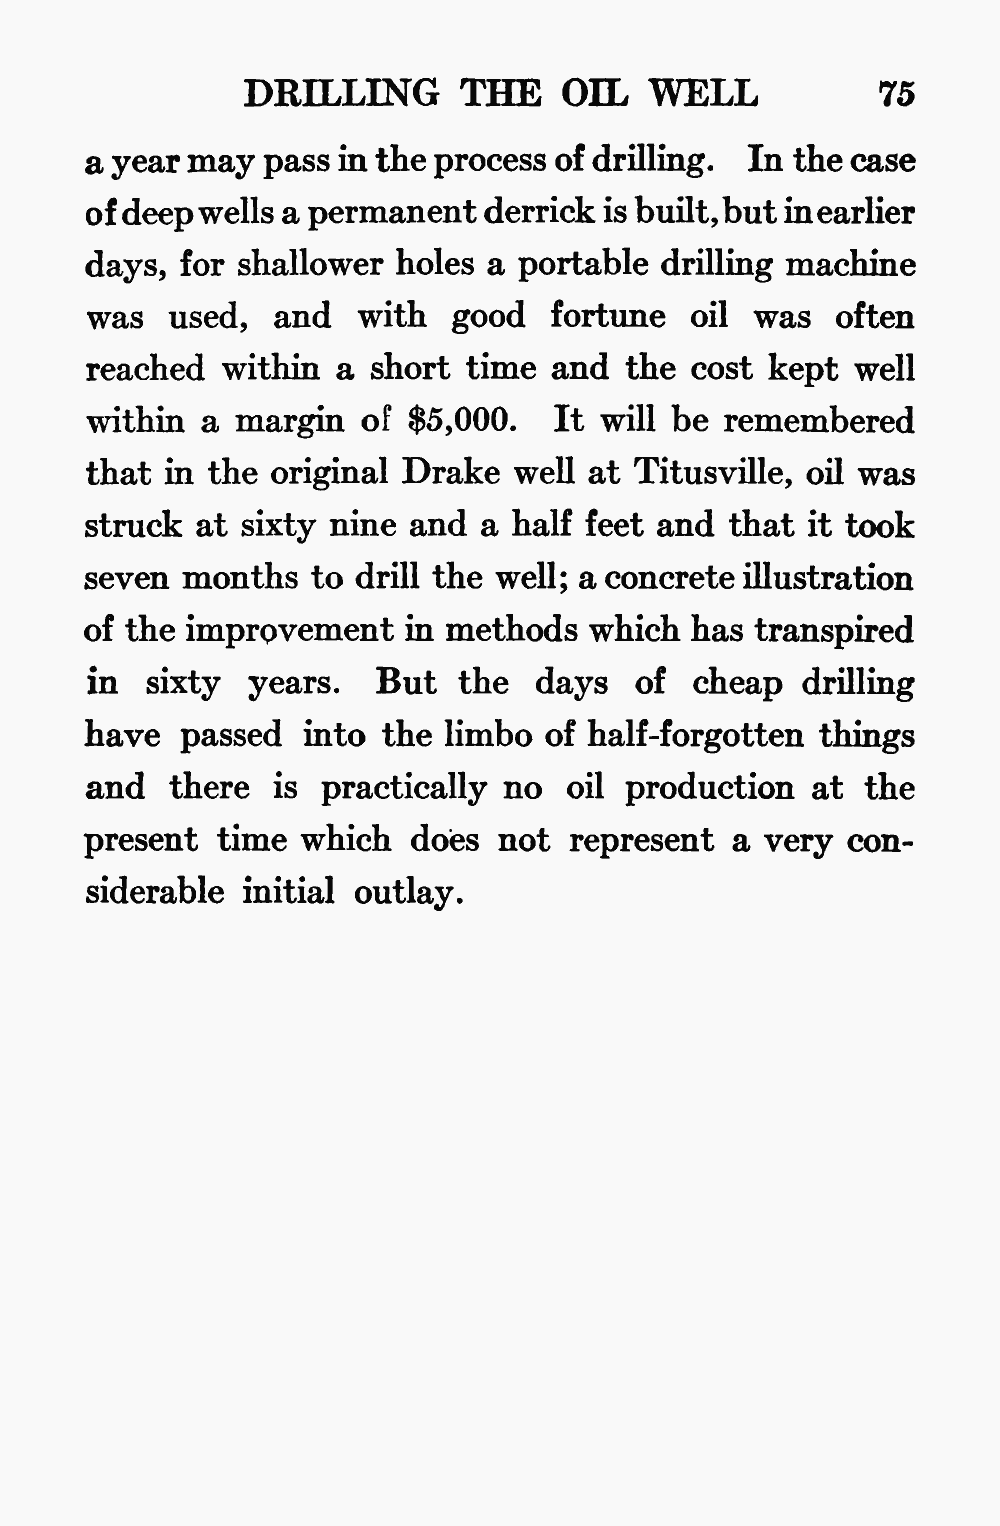 DRILLING THE OIL WELL 75
a year may pass in the process of drilling. In the case
of deep wells a permanent derrick is built, but in earlier
days, for shallower holes a portable drilling machine
was used, and with good fortune oil was often
reached within a short time and the cost kept well
within a margin of $5,000. It will be remembered
that in the original Drake well at Titusville, oil was
struck at sixty nine and a half feet and that it took
seven months to drill the well; a concrete illustration
of the improvement in methods which has transpired
in sixty years. But the days of cheap drilling
have passed into the limbo of half-forgotten things
and there is practically no oil production at the
present time which does not represent a very con-
siderable initial outlay.